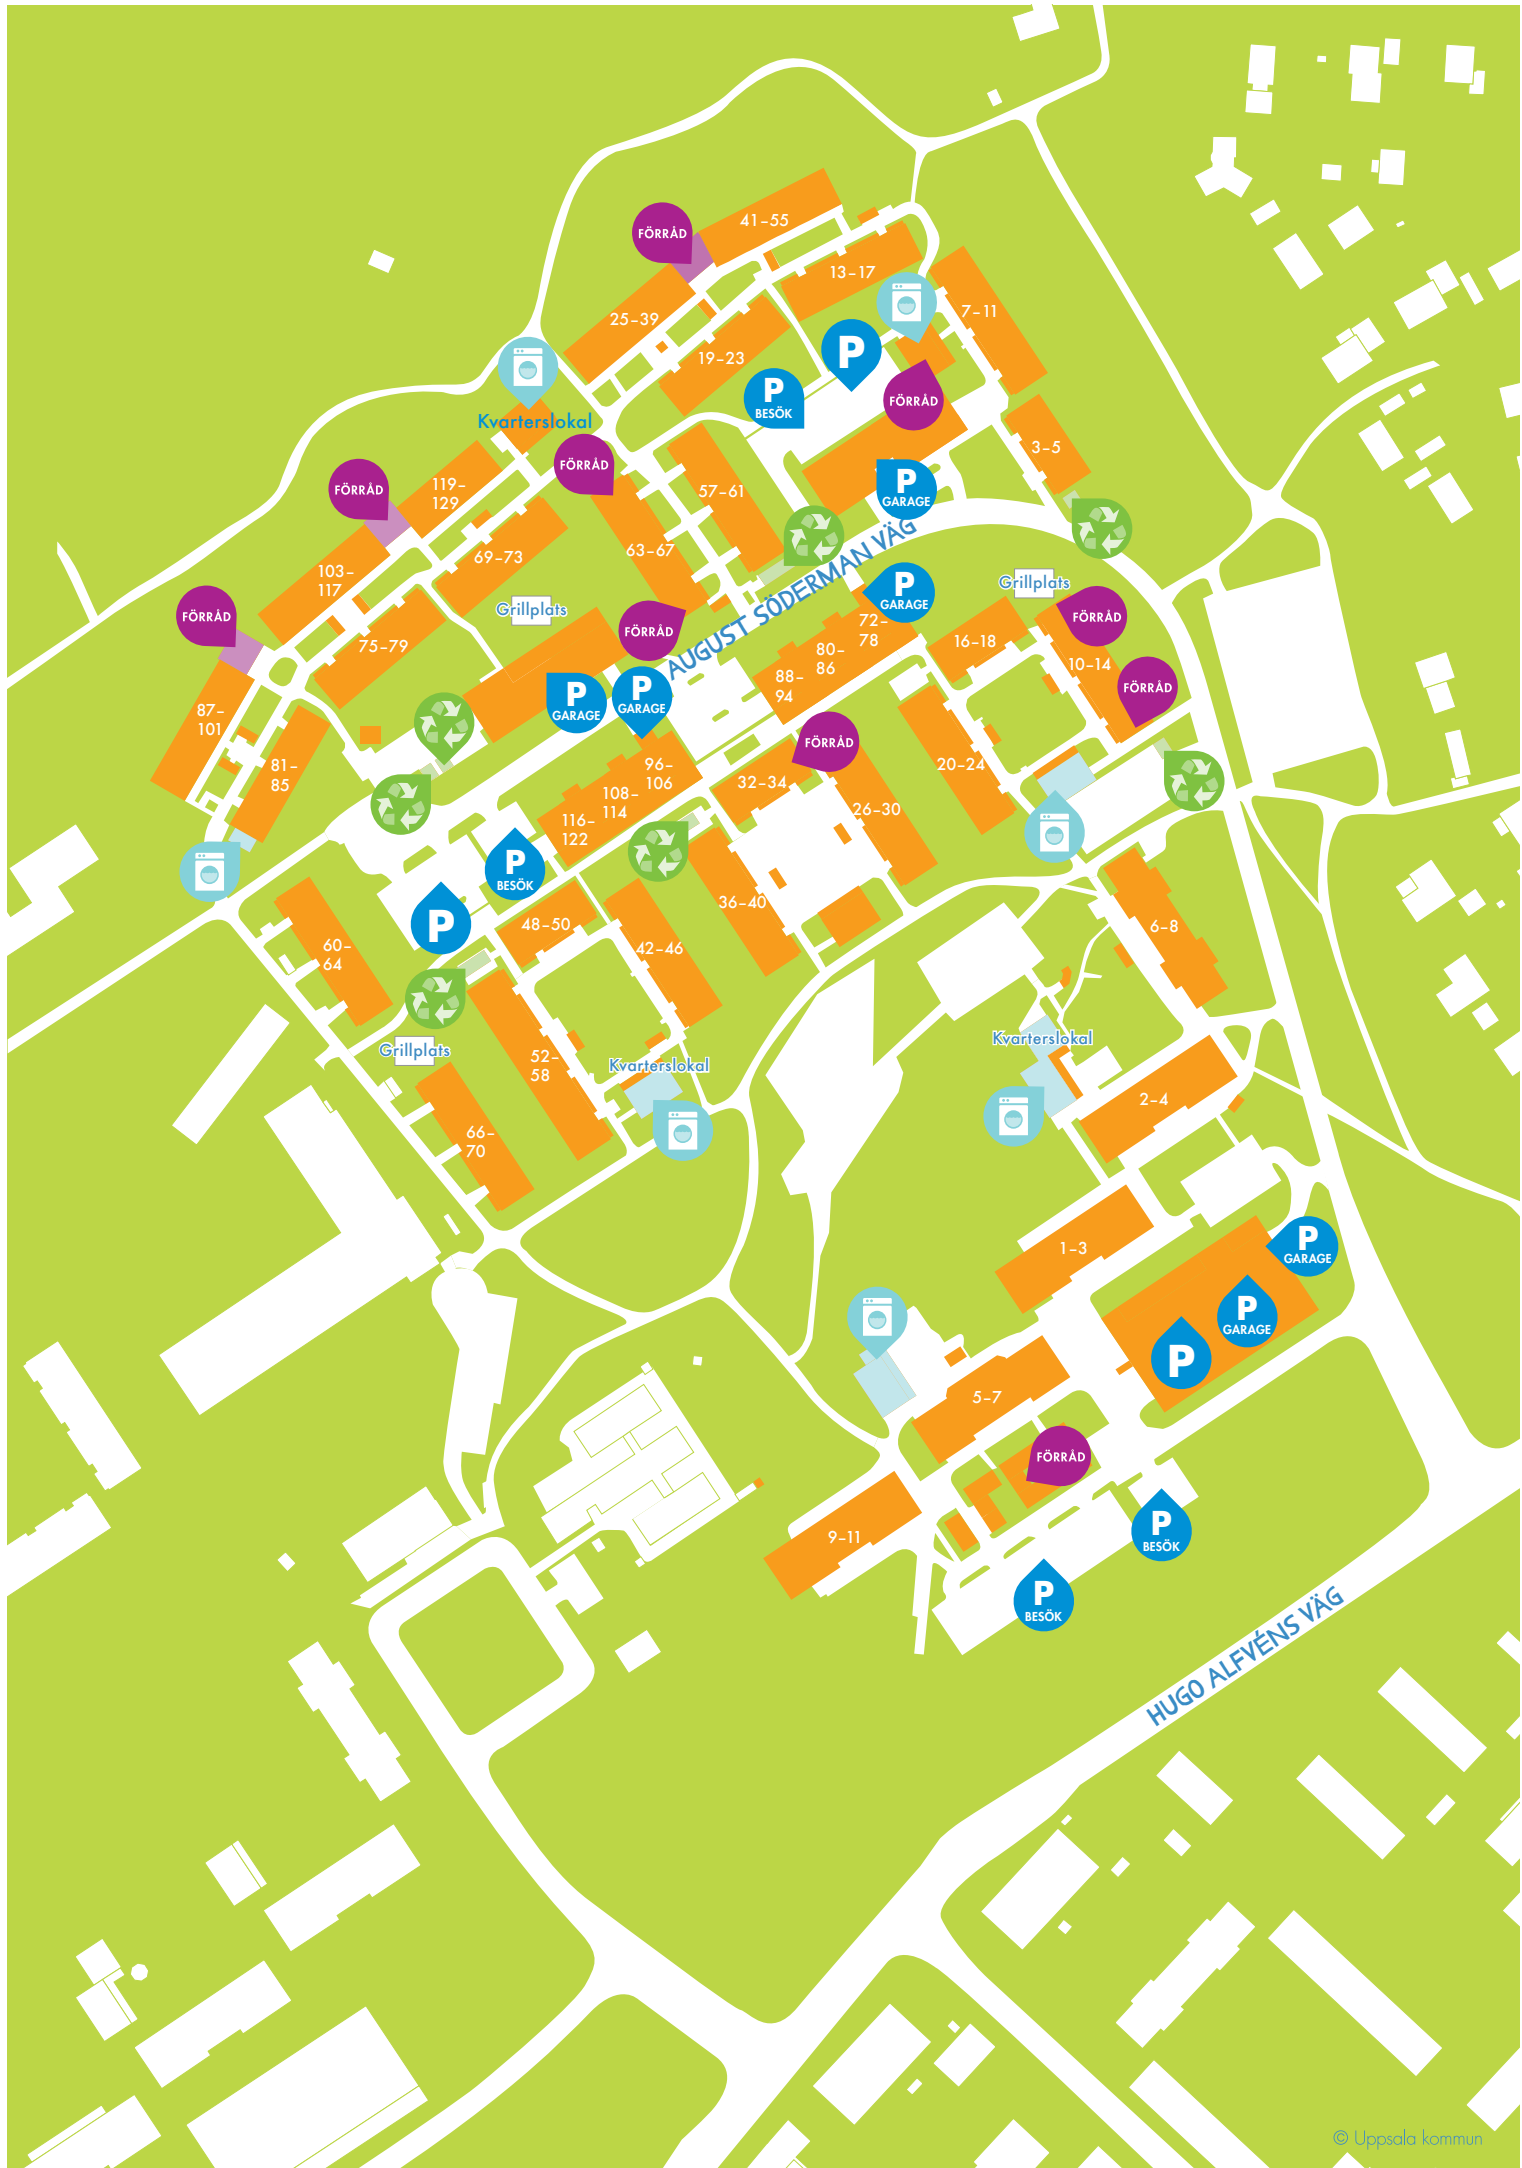 41–55
FÖRRÅD
13–17
7–11
25–39
19–23
P
P
BESÖK
FÖRRÅD
Kvarterslokal
3–5
FÖRRÅD
119–
129
57–61
P
GARAGE
FÖRRÅD
63–67
69–73
AUGUST SÖDERMAN VÄG
103–
117
Grillplats
P
GARAGE
Grillplats
FÖRRÅD
FÖRRÅD
FÖRRÅD
72–
78
75–79
80–
86
16–18
10–14
88–
94
FÖRRÅD
P
GARAGE
P
GARAGE
87–
101
FÖRRÅD
81–
85
96–
106
32–34
20–24
108–
114
26–30
116–
122
P
BESÖK
36–40
P
48–50
6–8
60–
64
42–46
Grillplats
Kvarterslokal
52–
58
Kvarterslokal
2–4
66–
70
1–3
P
GARAGE
P
GARAGE
P
5–7
FÖRRÅD
9–11
P
BESÖK
P
BESÖK
HUGO ALFVÉNS VÄG
© Uppsala kommun